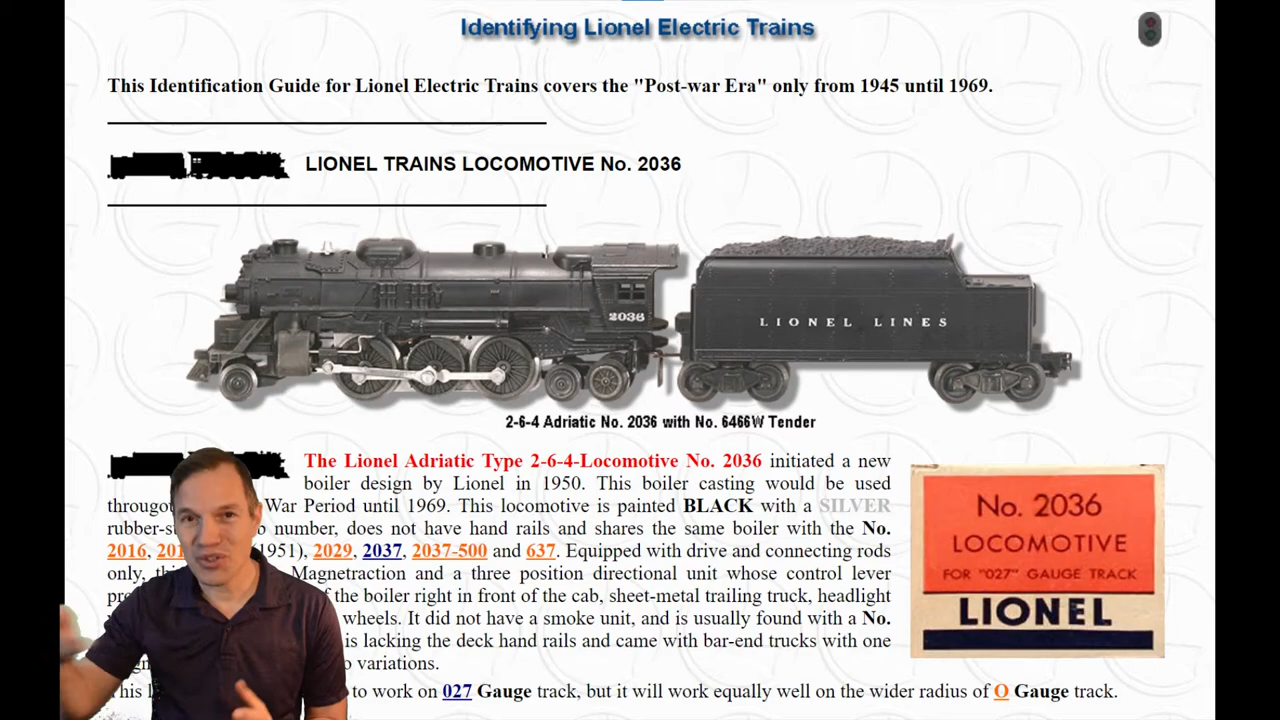 Identifying Lionel Electric Trains
This Identification Guide for Lionel Electric Trains covers the "Post-war Era" only from 1945 until 1969.
LIONEL TRAINS LOCOMOTIVE No. 2036
2036
LIONEL LINES
2-6-4 Adriatic No. 2036 with No. 6466W Tender
The Lionel Adriatic Type 2-6-4-Locomotive No. 2036 initiated a new
boiler design by Lionel in 1950. This boiler casting would be used
War Period until 1969. This locomotive is painted BLACK with a SILVER
number, does not have hand rails and shares the same boiler with the No.
2016, 1951), 2029, 2037, 2037-500 and 637. Equipped with drive and connecting rods
only, Magnetraction and a three position directional unit whose control lever
of the boiler right in front of the cab, sheet-metal trailing truck, headlight
wheels. It did not have a smoke unit, and is usually found with a No.
is lacking the deck hand rails and came with bar-end trucks with one
variations.
to work on 027 Gauge track, but it will work equally well on the wider radius of O Gauge track.
No. 2036
LOCOMOTIVE
FOR "027" GAUGE TRACK
LIONEL